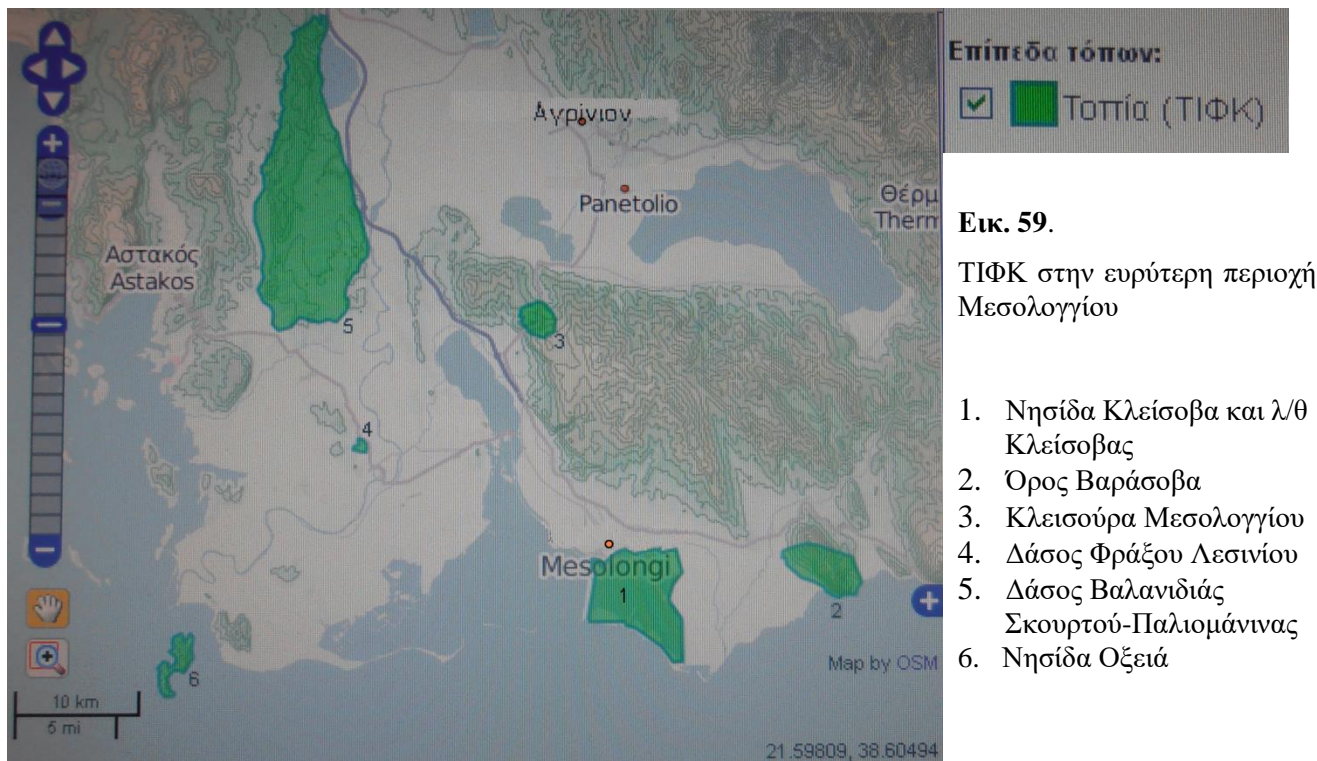 Αγρίνιον
Panetolio
Θέρμ
Therm
Αστακός
Astakos
5
3
4
Mesolongi
1
2
6
Map by OSM
10 km
5 mi
21.59809, 38.60494
Επίπεδα τόπων:
Τοπία (ΤΙΦΚ)
Εικ. 59.
ΤΙΦΚ στην ευρύτερη περιοχή
Μεσολογγίου
1. Νησίδα Κλείσοβα και λ/θ
Κλείσοβας
2. Όρος Βαράσοβα
3. Κλεισούρα Μεσολογγίου
4. Δάσος Φράξου Λεσινίου
5. Δάσος Βαλανιδιάς
Σκουρτού-Παλιομάνινας
6. Νησίδα Οξειά